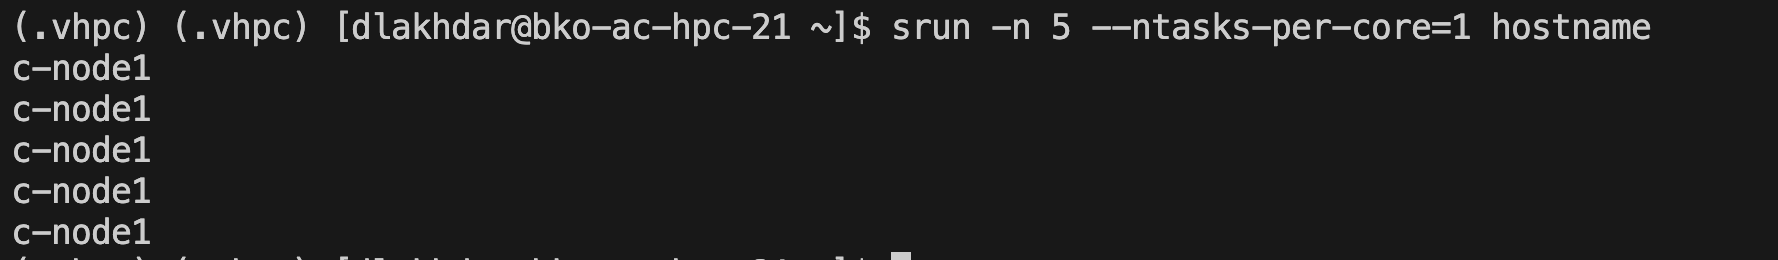 (.vhpc) (.vhpc) [dlakhdar@bko-ac-hpc-21 ~]$ srun -n 5 --ntasks-per-core=1 hostname
c-node1
c-node1
c-node1
c-node1
c-node1